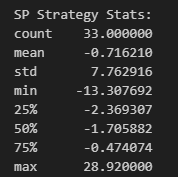 SP Strategy Stats:
count    33.000000
mean     -0.716210
std       7.762916
min     -13.307692
25%      -2.369307
50%      -1.705882
75%      -0.474074
max      28.920000